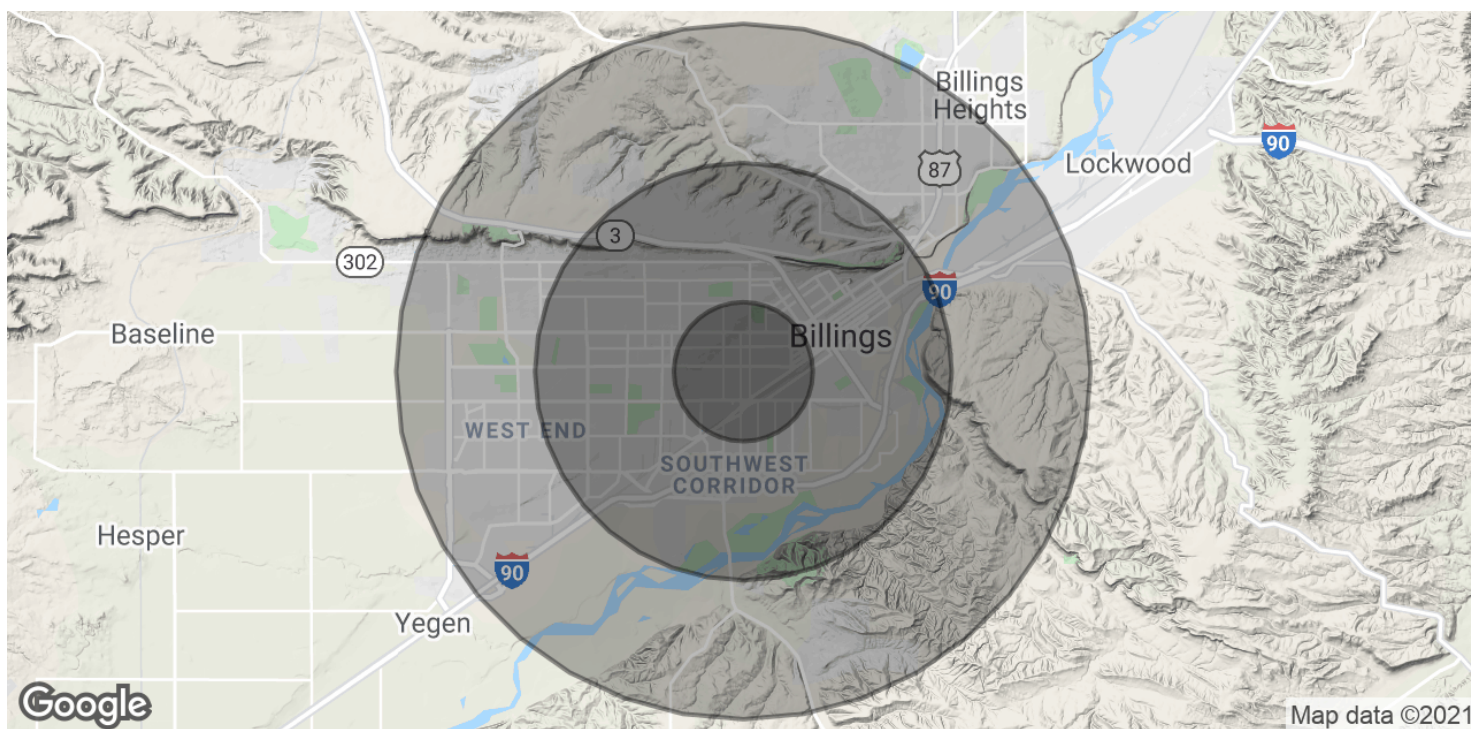 Billings
Heights
90
87
Lockwood
3
302
90
Baseline
Billings
WEST END
SOUTHWEST
CORRIDOR
Hesper
90
Yegen
Google
Map data ©2021